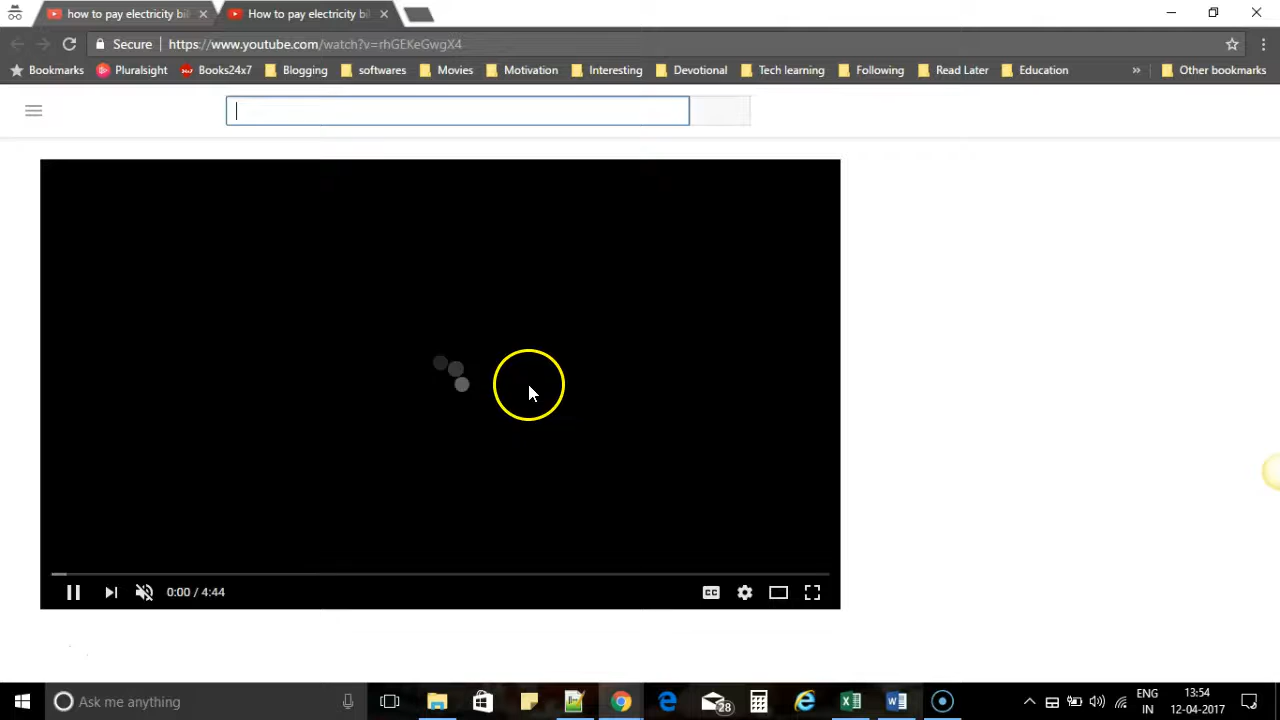 how to pay electricity bil
How to pay electricity bi
Secure https://www.youtube.com/watch?v=rhGEKeGwgX4
Bookmarks Pluralsight Books24x7 Blogging softwares Movies Motivation Interesting Devotional Tech learning Following Read Later Education » Other bookmarks
0:00 / 4:44
CC
Ask me anything
28
ENG
IN
13:54
12-04-2017